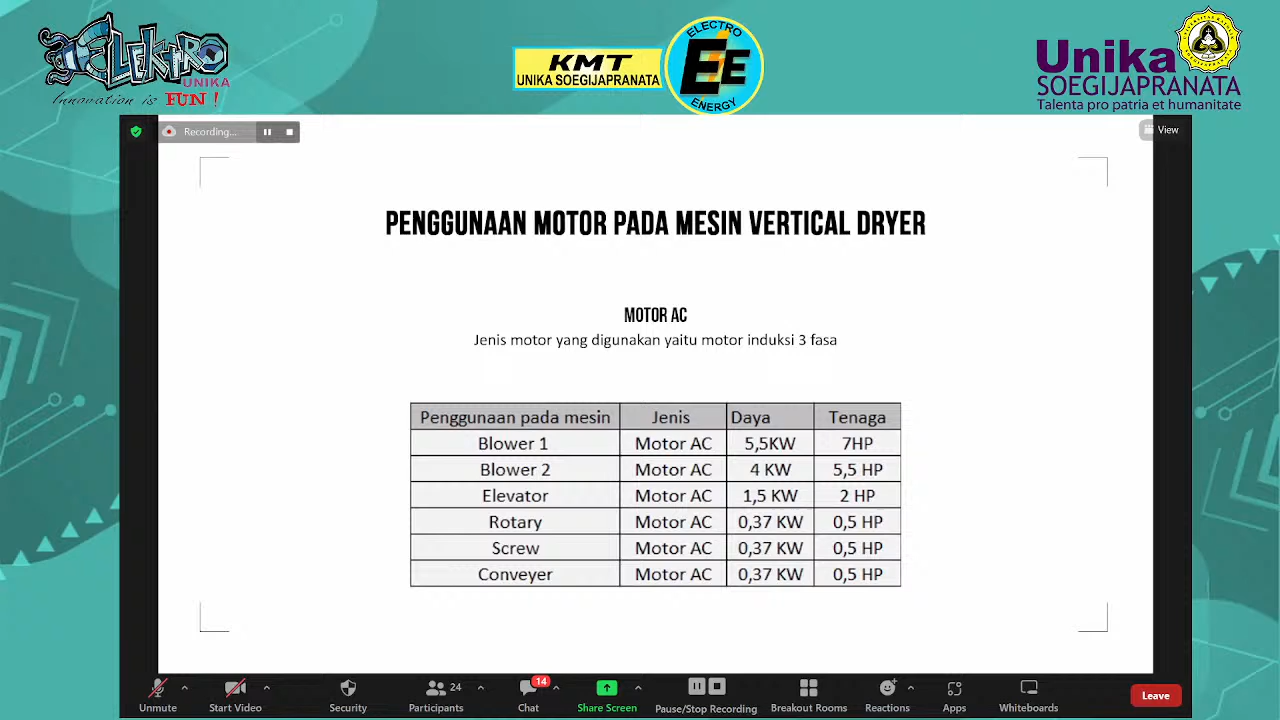 ELEKTRO
UNIKA
Innovation is FUN !
KMT
UNIKA SOEGIJAPRANATA
ELECTRO
EE
ENERGY
Unika
SOEGIJAPRANATA
Talenta pro patria et humanitate
Recording...
View
PENGGUNAAN MOTOR PADA MESIN VERTICAL DRYER
MOTOR AC
Jenis motor yang digunakan yaitu motor induksi 3 fasa
Penggunaan pada mesin Jenis Daya Tenaga
Blower 1 Motor AC 5,5KW 7HP
Blower 2 Motor AC 4 KW 5,5 HP
Elevator Motor AC 1,5 KW 2 HP
Rotary Motor AC 0,37 KW 0,5 HP
Screw Motor AC 0,37 KW 0,5 HP
Conveyer Motor AC 0,37 KW 0,5 HP
24
14
Unmute Start Video Security Participants Chat Share Screen Pause/Stop Recording Breakout Rooms Reactions Apps Whiteboards Leave